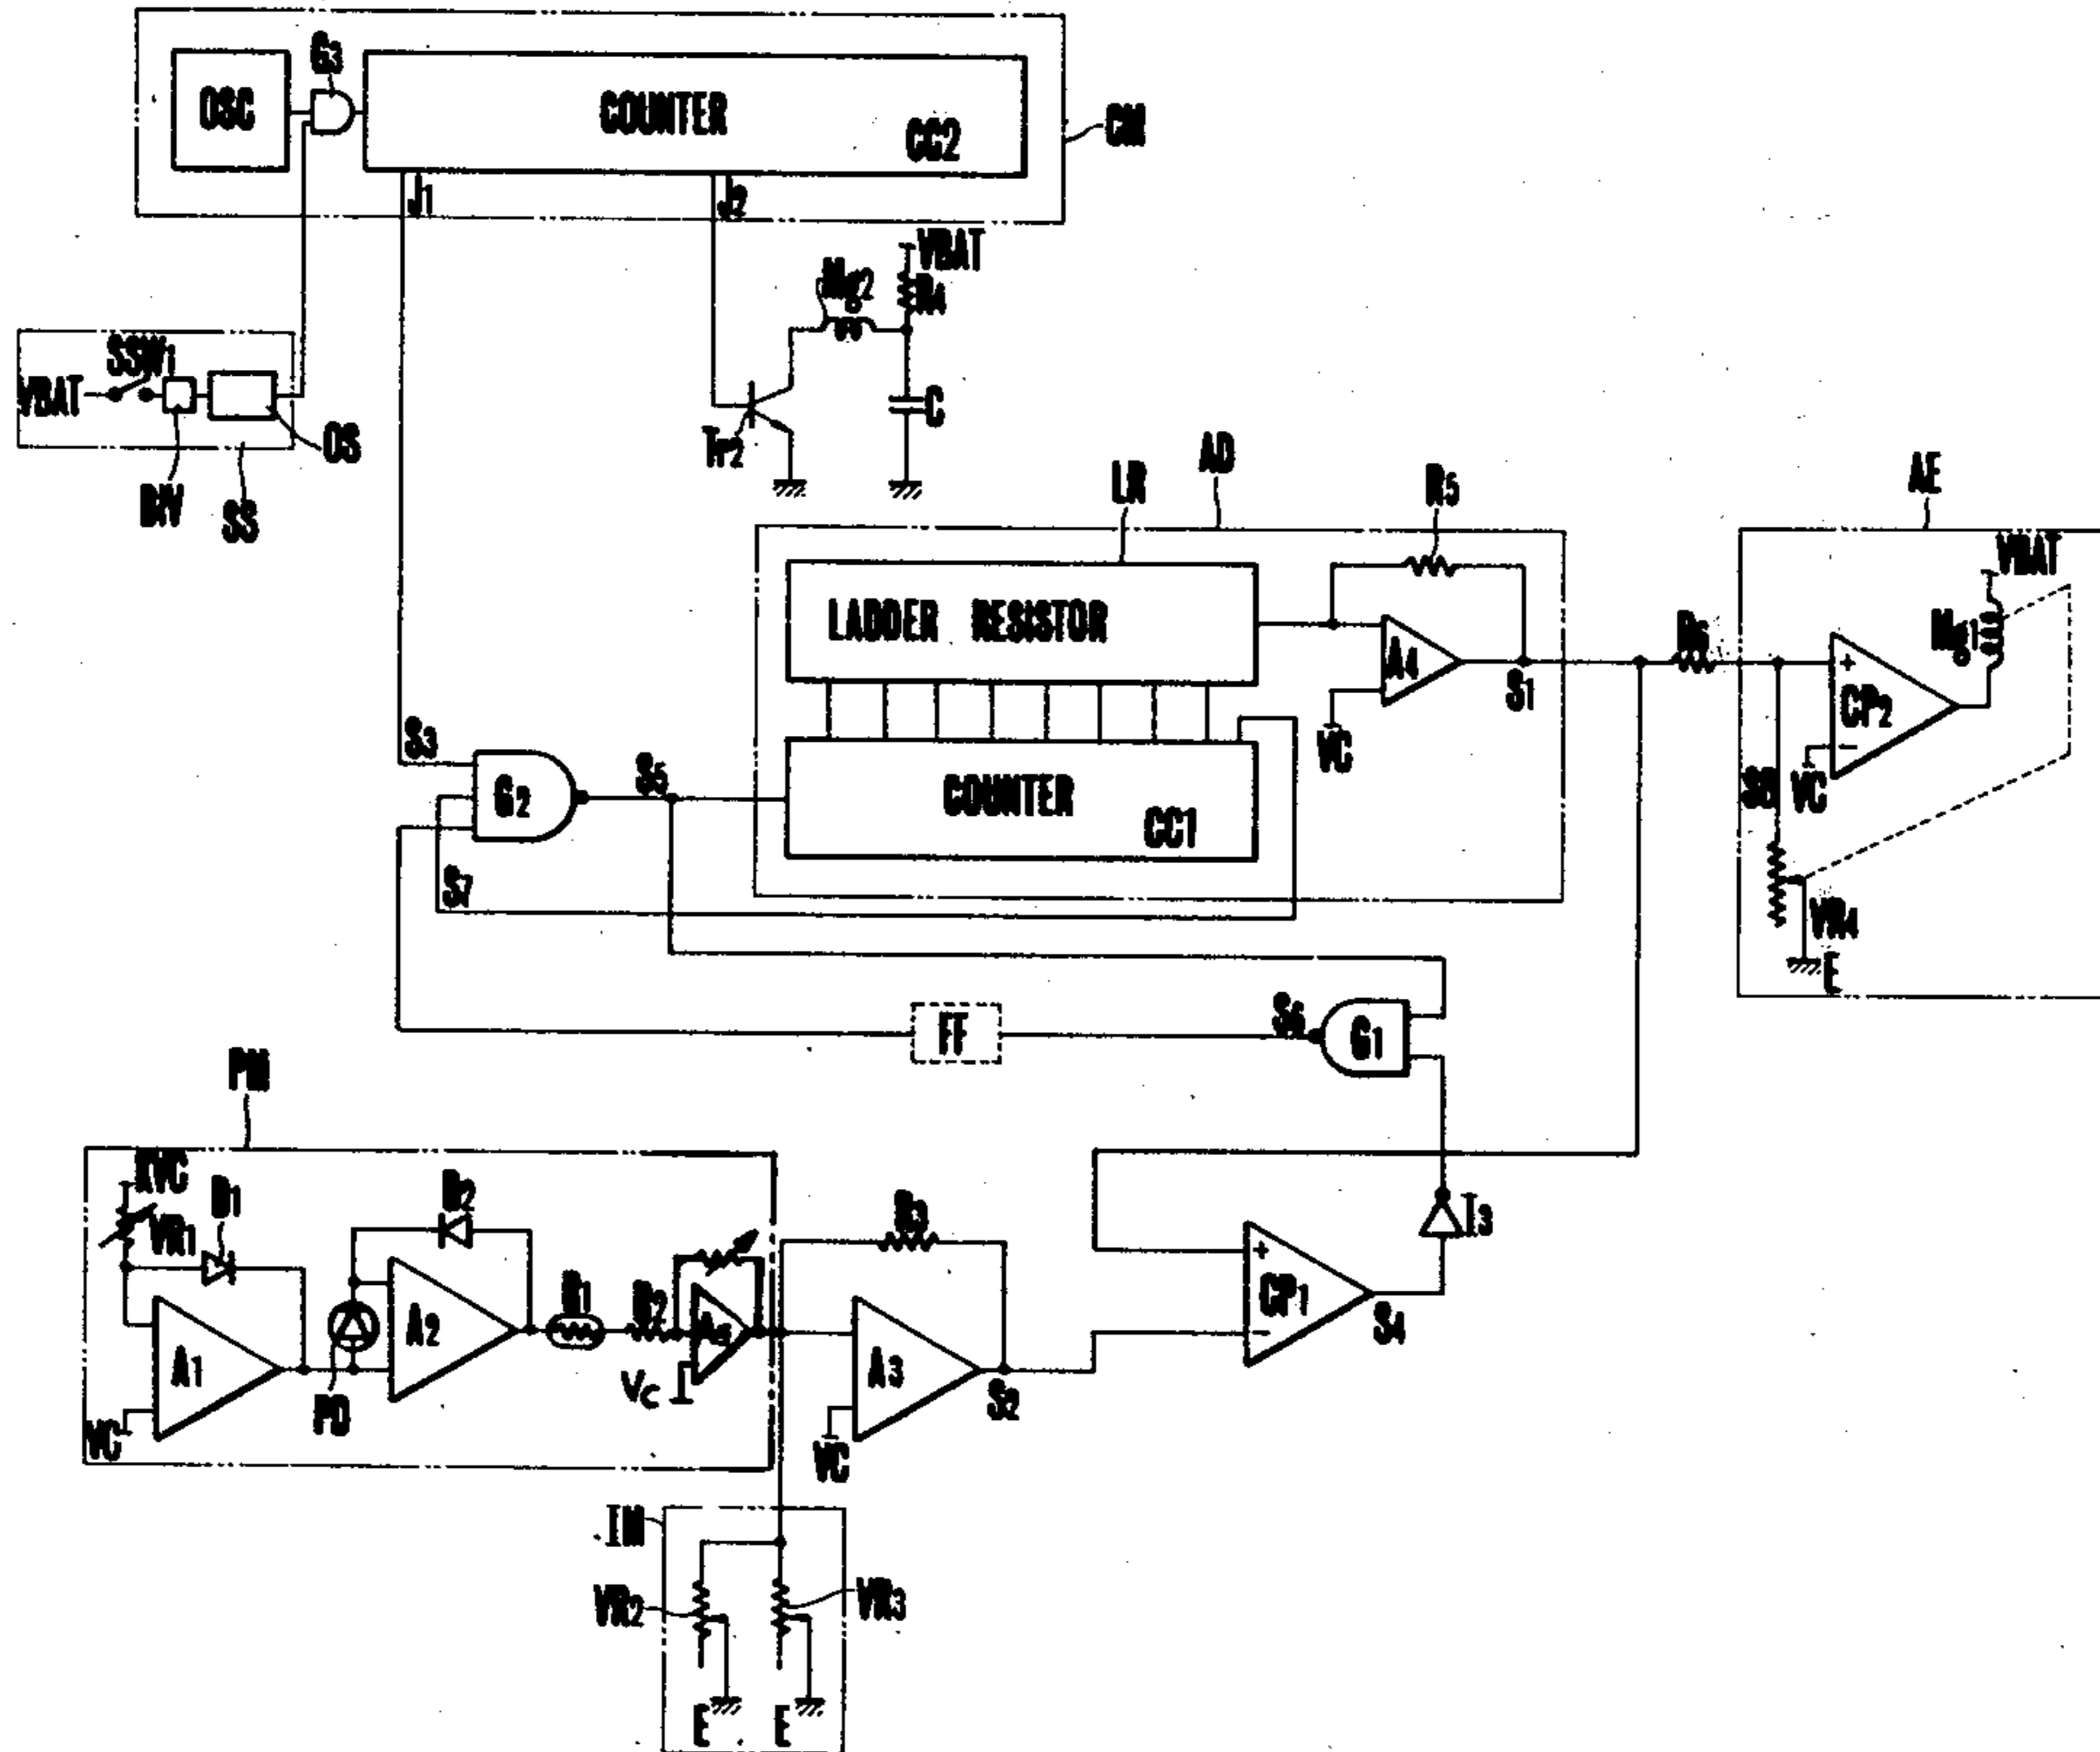 OSC
G3
COUNTER
CC2
J1
J2
VBAT
Mg2
R4
VBAT
SSW1
OS
DIV
SS
Tr2
C
LR
AD
R5
AE
LADDER RESISTOR
A4
S1
VC
R6
VBAT
Mg1
CP2
VC
VR4
E
S3
G2
S5
COUNTER
CC1
S7
FF
S6
G1
PM
KVC
VR1
D1
D2
A1
VC
PD
A2
R1
R2
VC
R3
A3
VC
S2
CP1
S4
I3
IM
VR2
VR3
E
E